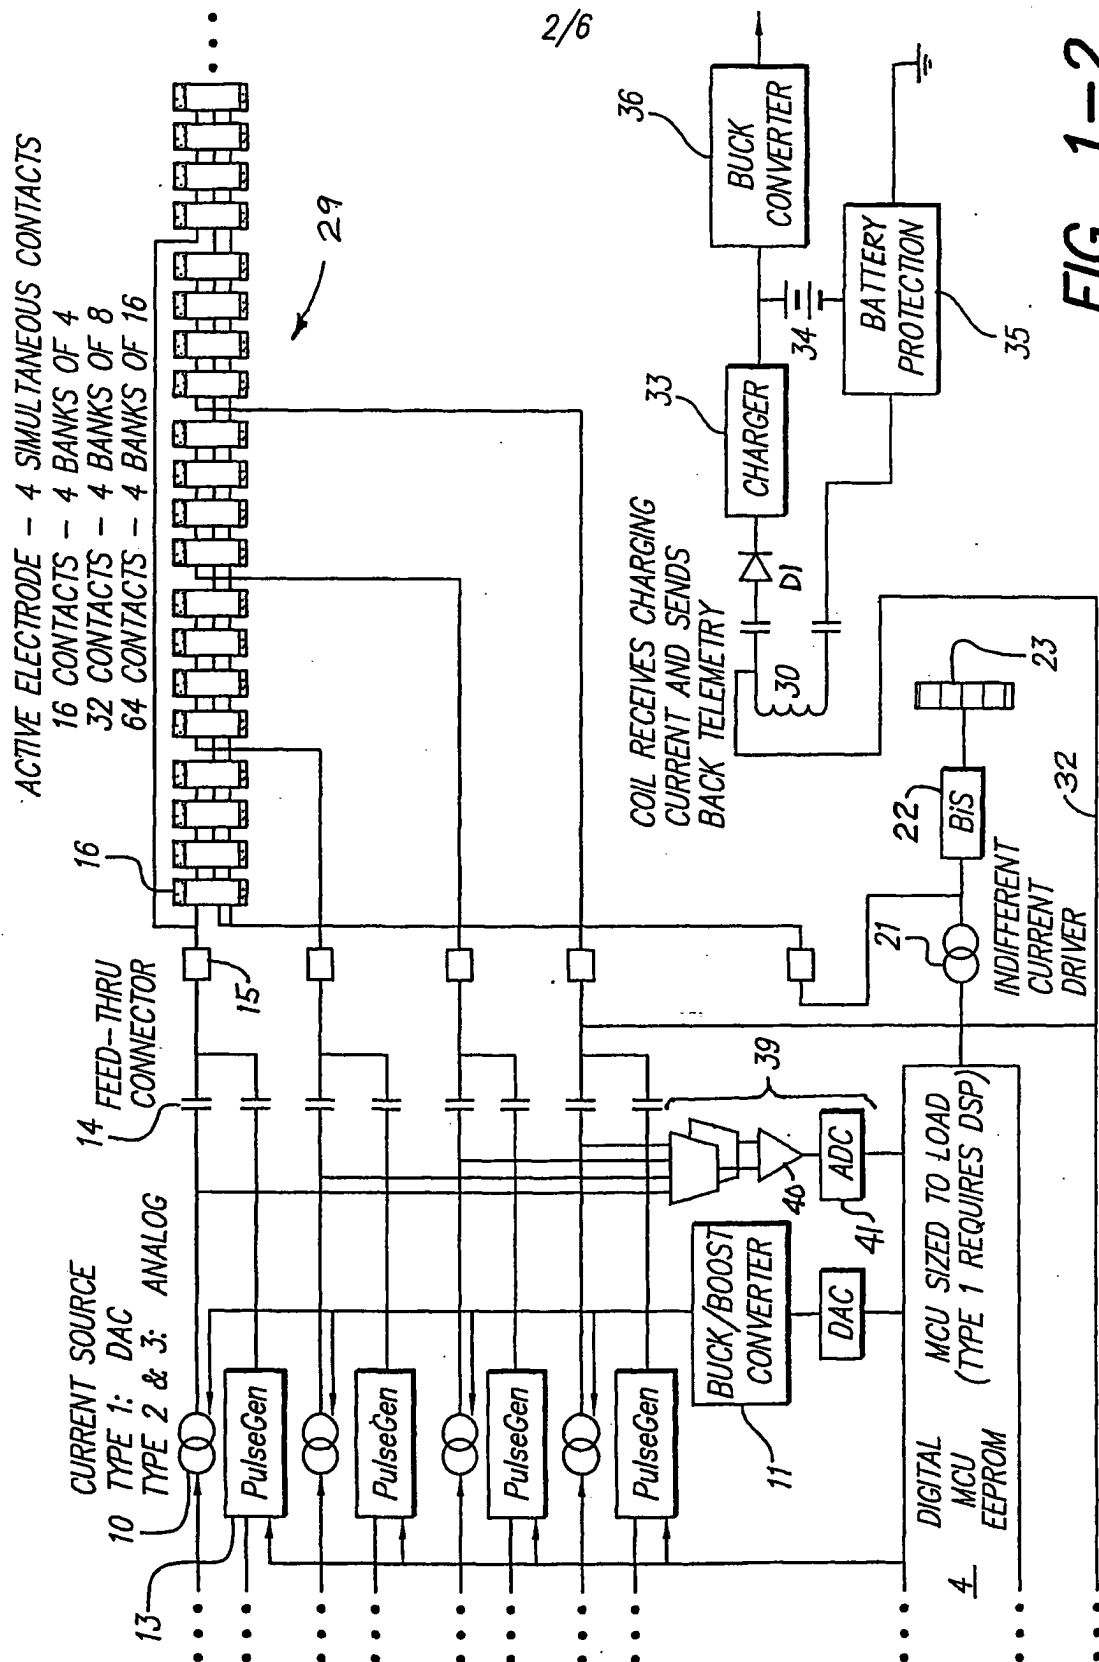 2/6
ACTIVE ELECTRODE - 4 SIMULTANEOUS CONTACTS
16 CONTACTS - 4 BANKS OF 4
32 CONTACTS - 4 BANKS OF 8
64 CONTACTS - 4 BANKS OF 16
16
29
14 FEED-THRU
CONNECTOR
15
CURRENT SOURCE
TYPE 1: DAC
TYPE 2 & 3: ANALOG
10
13
PulseGen
PulseGen
PulseGen
PulseGen
BUCK/BOOST
CONVERTER
11
DAC
39
40
ADC
41
DIGITAL
MCU
EEPROM
4
MCU SIZED TO LOAD
(TYPE 1 REQUIRES DSP)
21
INDIFFERENT
CURRENT
DRIVER
22
BiS
23
32
COIL RECEIVES CHARGING
CURRENT AND SENDS
BACK TELEMETRY
30
D1
CHARGER
33
34
BUCK
CONVERTER
36
BATTERY
PROTECTION
35
FIG. 1-2